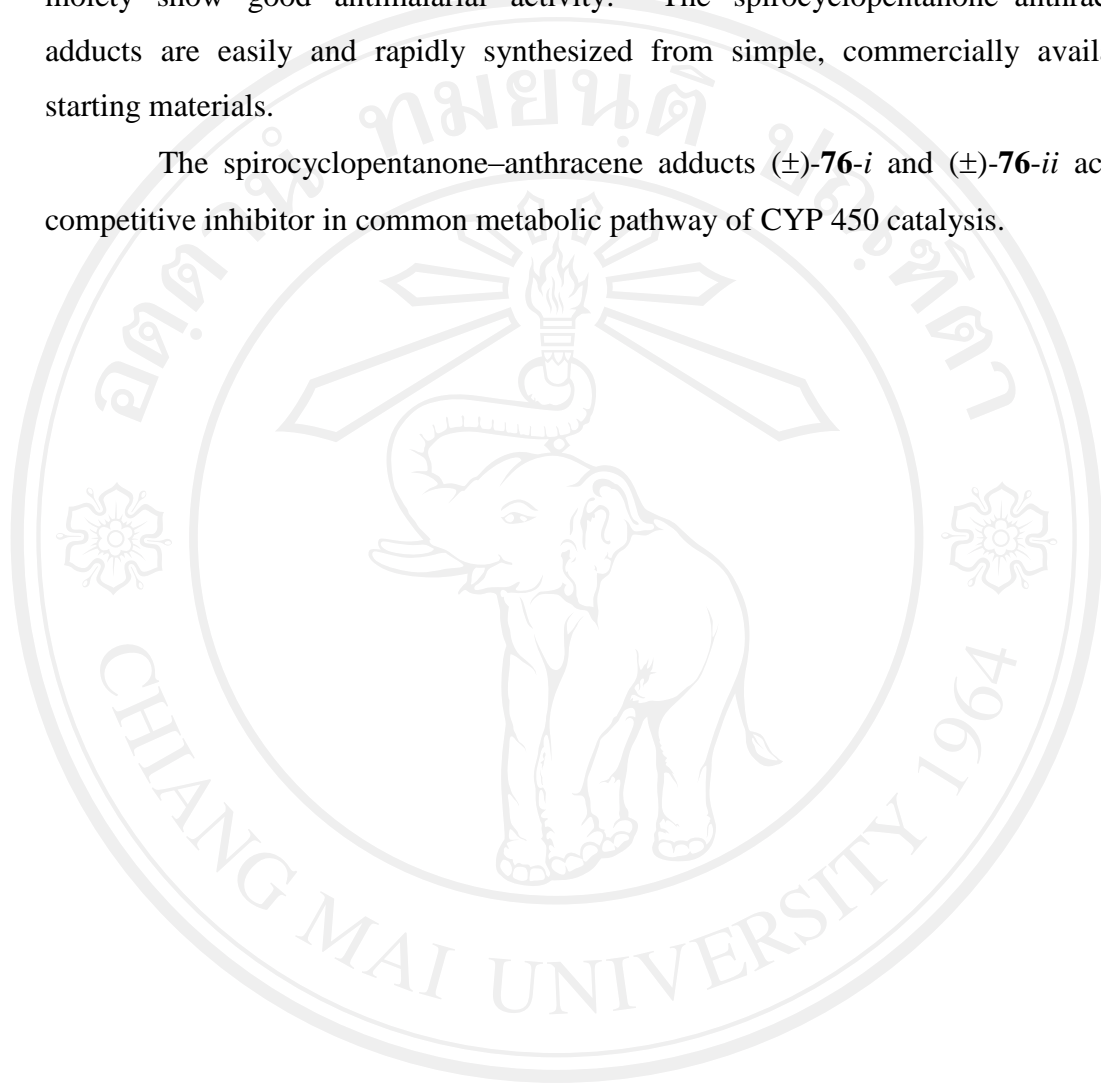 moiety show good antimalarial activity. The spirocyclopentanone–anthrac
adducts are easily and rapidly synthesized from simple, commercially avail
starting materials.
The spirocyclopentanone–anthracene adducts (±)-76-i and (±)-76-ii ac
competitive inhibitor in common metabolic pathway of CYP 450 catalysis.
CHIANG MAI UNIVERSITY 1964